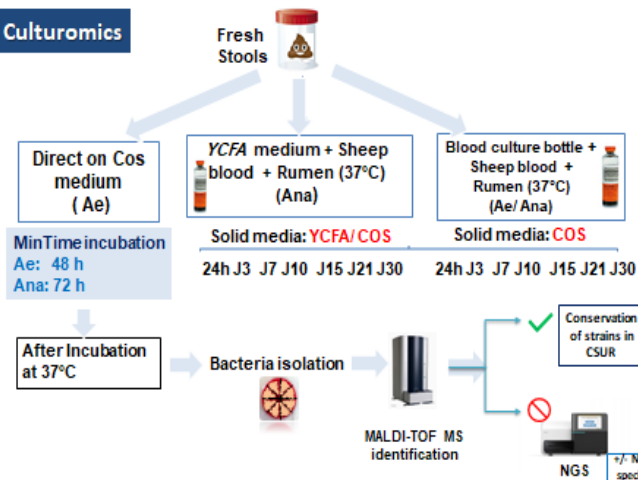 Culturomics
Fresh
Stools
Direct on Cos
medium
( Ae)
YCFA medium + Sheep
blood + Rumen (37°C)
(Ana)
Blood culture bottle +
Sheep blood +
Rumen (37°C)
(Ae/ Ana)
MinTime incubation
Ae: 48 h
Ana: 72 h
Solid media: YCFA/ COS
24h J3 J7 J10 J15 J21 J30
Solid media: COS
24h J3 J7 J10 J15 J21 J30
After Incubation
at 37°C
Bacteria isolation
MALDI-TOF MS
identification
Conservation
of strains in
CSUR
NGS
+/- N
spec